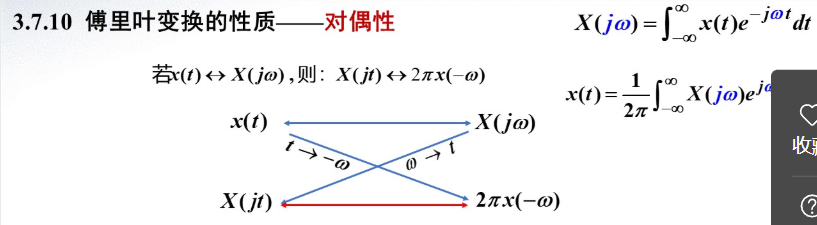 3.7.10 傅里叶变换的性质——对偶性
X(jω)=∫_{-∞}^{∞} x(t)e^{-jωt}dt
若x(t)↔X(jω),则：X(jt)↔2πx(-ω)
x(t)=1/2π ∫_{-∞}^{∞} X(jω)e^{jω
x(t) X(jω)
t→-ω ω→t
X(jt) 2πx(-ω)
收